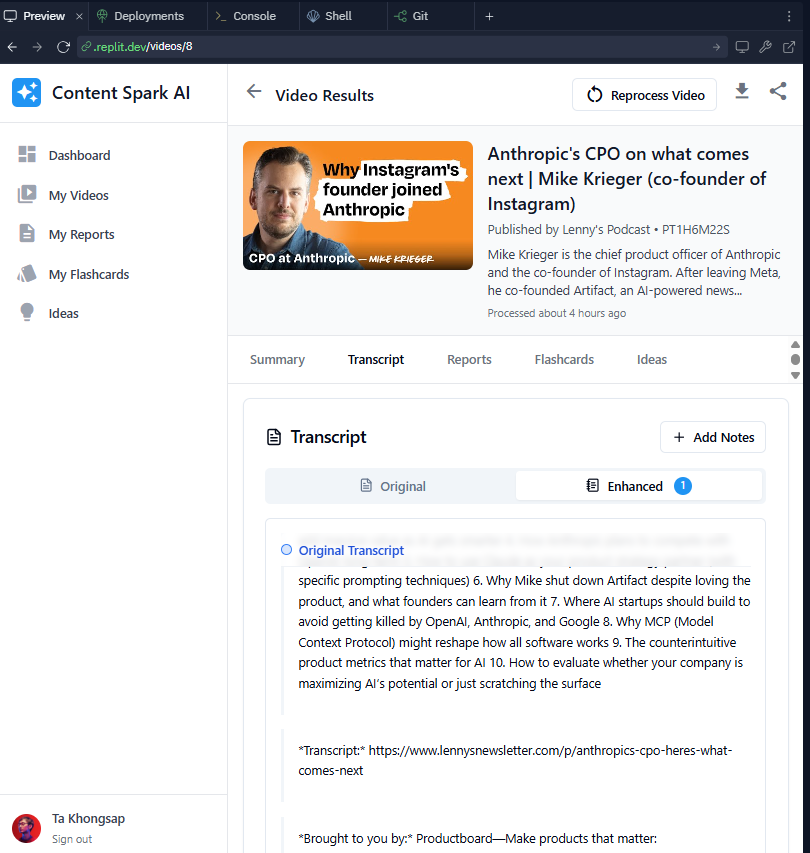 Preview
Deployments
Console
Shell
Git
.replit.dev/videos/8
Content Spark AI
Dashboard
My Videos
My Reports
My Flashcards
Ideas
Ta Khongsap
Sign out
Video Results
Reprocess Video
Why Instagram's
founder joined
Anthropic
CPO at Anthropic — MIKE KRIEGER
Anthropic's CPO on what comes
next | Mike Krieger (co-founder of
Instagram)
Published by Lenny's Podcast • PT1H6M22S
Mike Krieger is the chief product officer of Anthropic
and the co-founder of Instagram. After leaving Meta,
he co-founded Artifact, an AI-powered news...
Processed about 4 hours ago
Summary
Transcript
Reports
Flashcards
Ideas
Transcript
+ Add Notes
Original
Enhanced 1
Original Transcript
specific prompting techniques) 6. Why Mike shut down Artifact despite loving the
product, and what founders can learn from it 7. Where AI startups should build to
avoid getting killed by OpenAI, Anthropic, and Google 8. Why MCP (Model
Context Protocol) might reshape how all software works 9. The counterintuitive
product metrics that matter for AI 10. How to evaluate whether your company is
maximizing AI’s potential or just scratching the surface
*Transcript:* https://www.lennysnewsletter.com/p/anthropics-cpo-heres-what-
comes-next
*Brought to you by:* Productboard—Make products that matter: